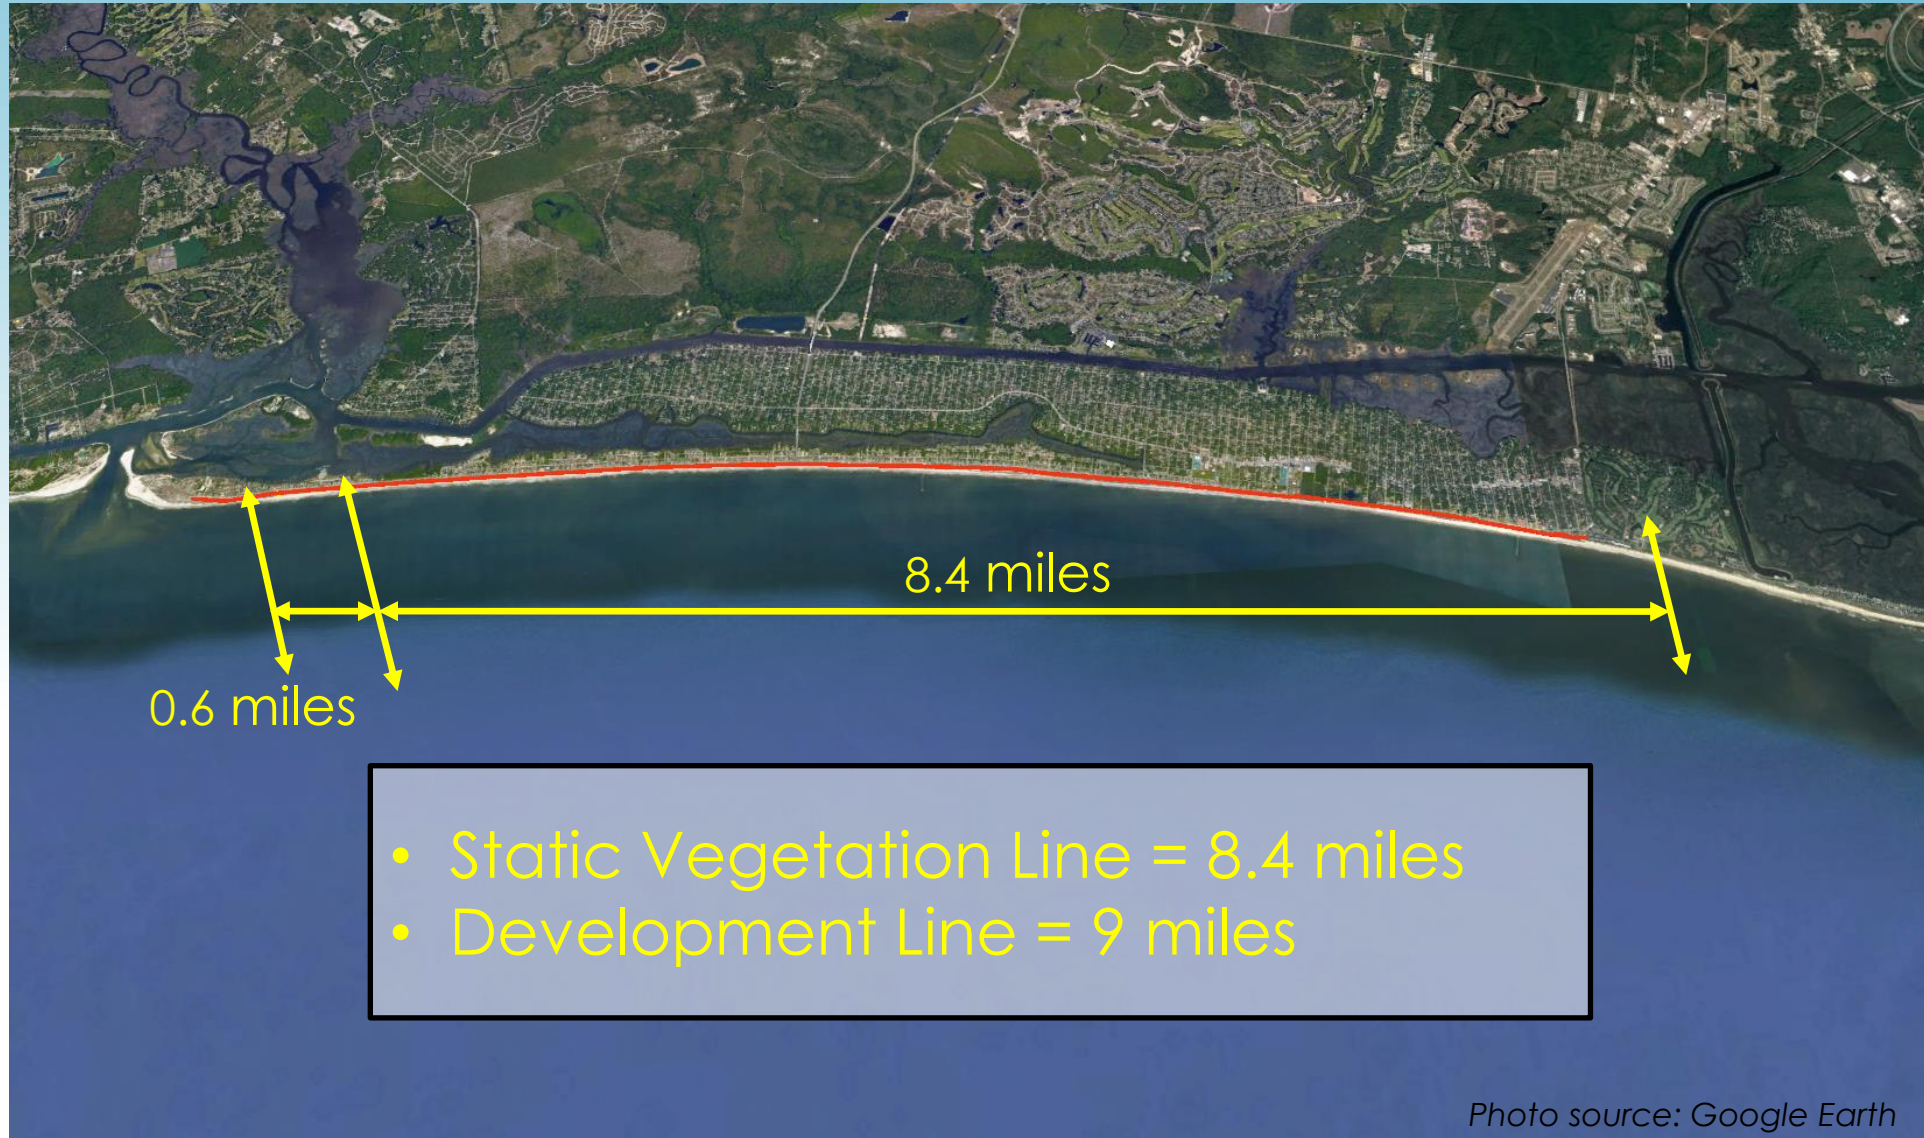 8.4 miles
0.6 miles
• Static Vegetation Line = 8.4 miles
• Development Line = 9 miles
Photo source: Google Earth